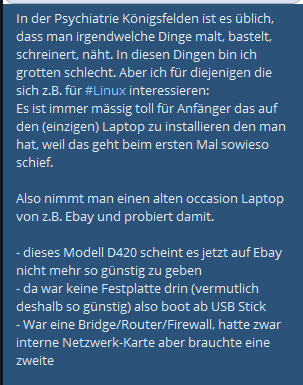 In der Psychiatrie Königsfelden ist es üblich,
dass man irgendwelche Dinge malt, bastelt,
schreinert, näht. In diesen Dingen bin ich
grotten schlecht. Aber ich für diejenigen die
sich z.B. für #Linux interessieren:
Es ist immer mässig toll für Anfänger das auf
den (einzigen) Laptop zu installieren den man
hat, weil das geht beim ersten Mal sowieso
schief.
Also nimmt man einen alten occasion Laptop
von z.B. Ebay und probiert damit.
- dieses Modell D420 scheint es jetzt auf Ebay
nicht mehr so günstig zu geben
- da war keine Festplatte drin (vermutlich
deshalb so günstig) also boot ab USB Stick
- War eine Bridge/Router/Firewall, hatte zwar
interne Netzwerk-Karte aber brauchte eine
zweite